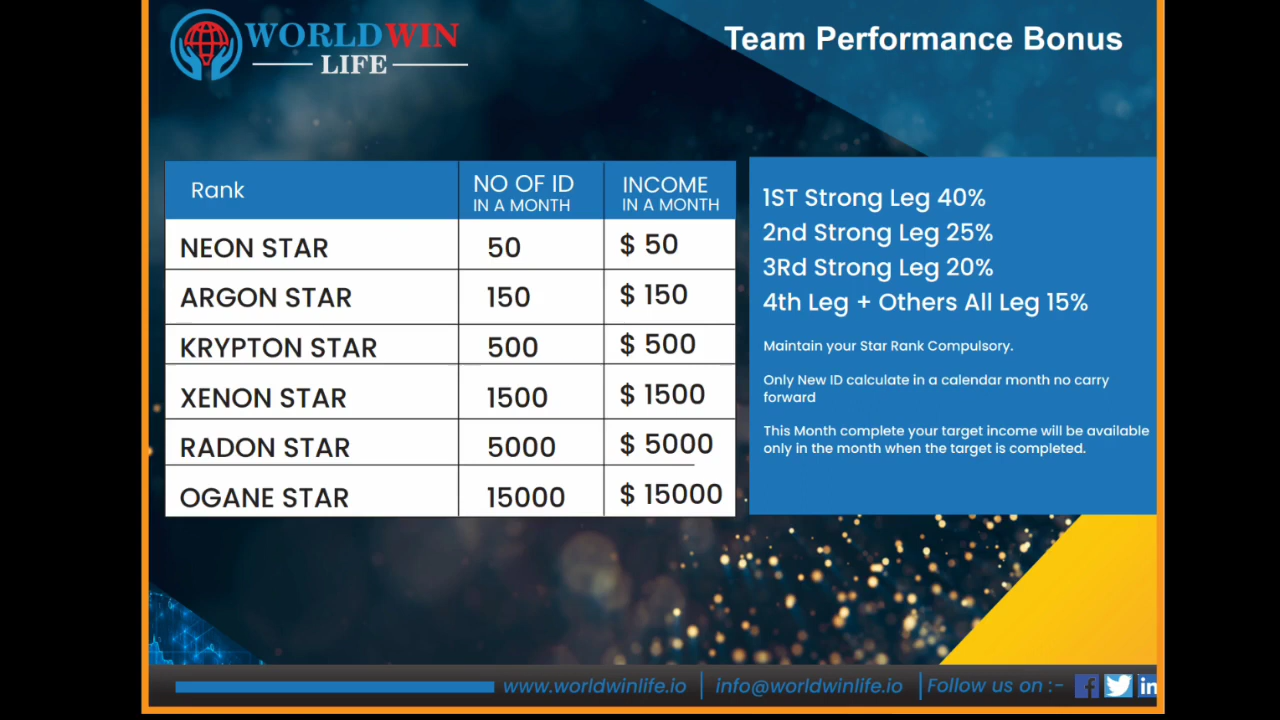 WORLDWIN
LIFE
Team Performance Bonus
Rank
NO OF ID
IN A MONTH
INCOME
IN A MONTH
NEON STAR 50 $ 50
ARGON STAR 150 $ 150
KRYPTON STAR 500 $ 500
XENON STAR 1500 $ 1500
RADON STAR 5000 $ 5000
OGANE STAR 15000 $ 15000
1ST Strong Leg 40%
2nd Strong Leg 25%
3Rd Strong Leg 20%
4th Leg + Others All Leg 15%
Maintain your Star Rank Compulsory.
Only New ID calculate in a calendar month no carry
forward
This Month complete your target income will be available
only in the month when the target is completed.
www.worldwinlife.io | info@worldwinlife.io | Follow us on :-